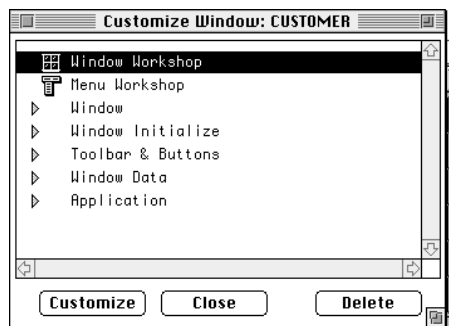 Customize Window: CUSTOMER
Window Workshop
Menu Workshop
Window
Window Initialize
Toolbar & Buttons
Window Data
Application
Customize Close Delete